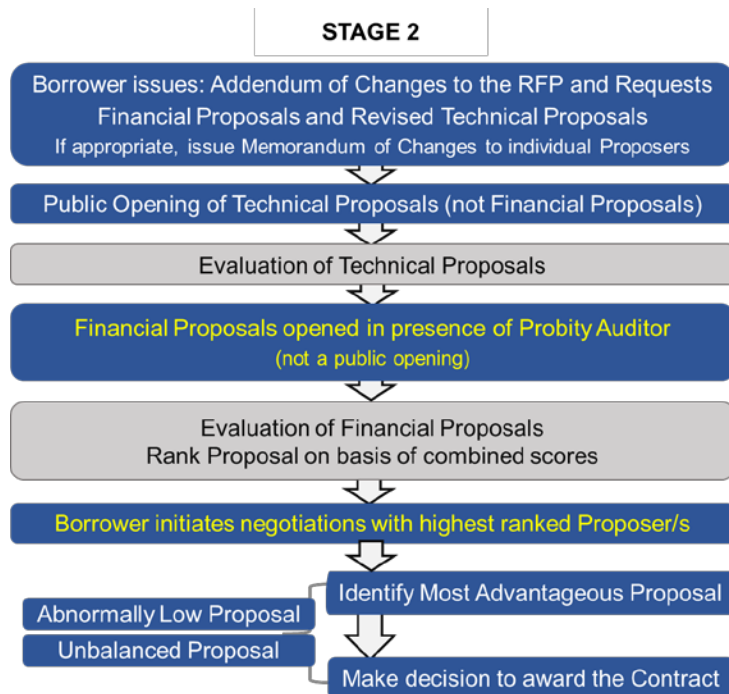 STAGE 2
Borrower issues: Addendum of Changes to the RFP and Requests
Financial Proposals and Revised Technical Proposals
If appropriate, issue Memorandum of Changes to individual Proposers
Public Opening of Technical Proposals (not Financial Proposals)
Evaluation of Technical Proposals
Financial Proposals opened in presence of Probity Auditor
(not a public opening)
Evaluation of Financial Proposals
Rank Proposal on basis of combined scores
Borrower initiates negotiations with highest ranked Proposer/s
Identify Most Advantageous Proposal
Abnormally Low Proposal
Unbalanced Proposal
Make decision to award the Contract